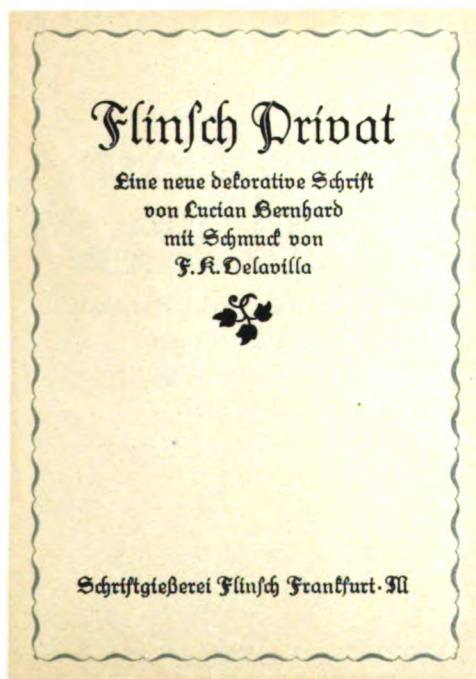 Flinſch Privat
Eine neue dekorative Schrift
von Lucian Bernhard
mit Schmuck von
F. K. Delavilla
Schriftgießerei Flinſch Frankfurt · M